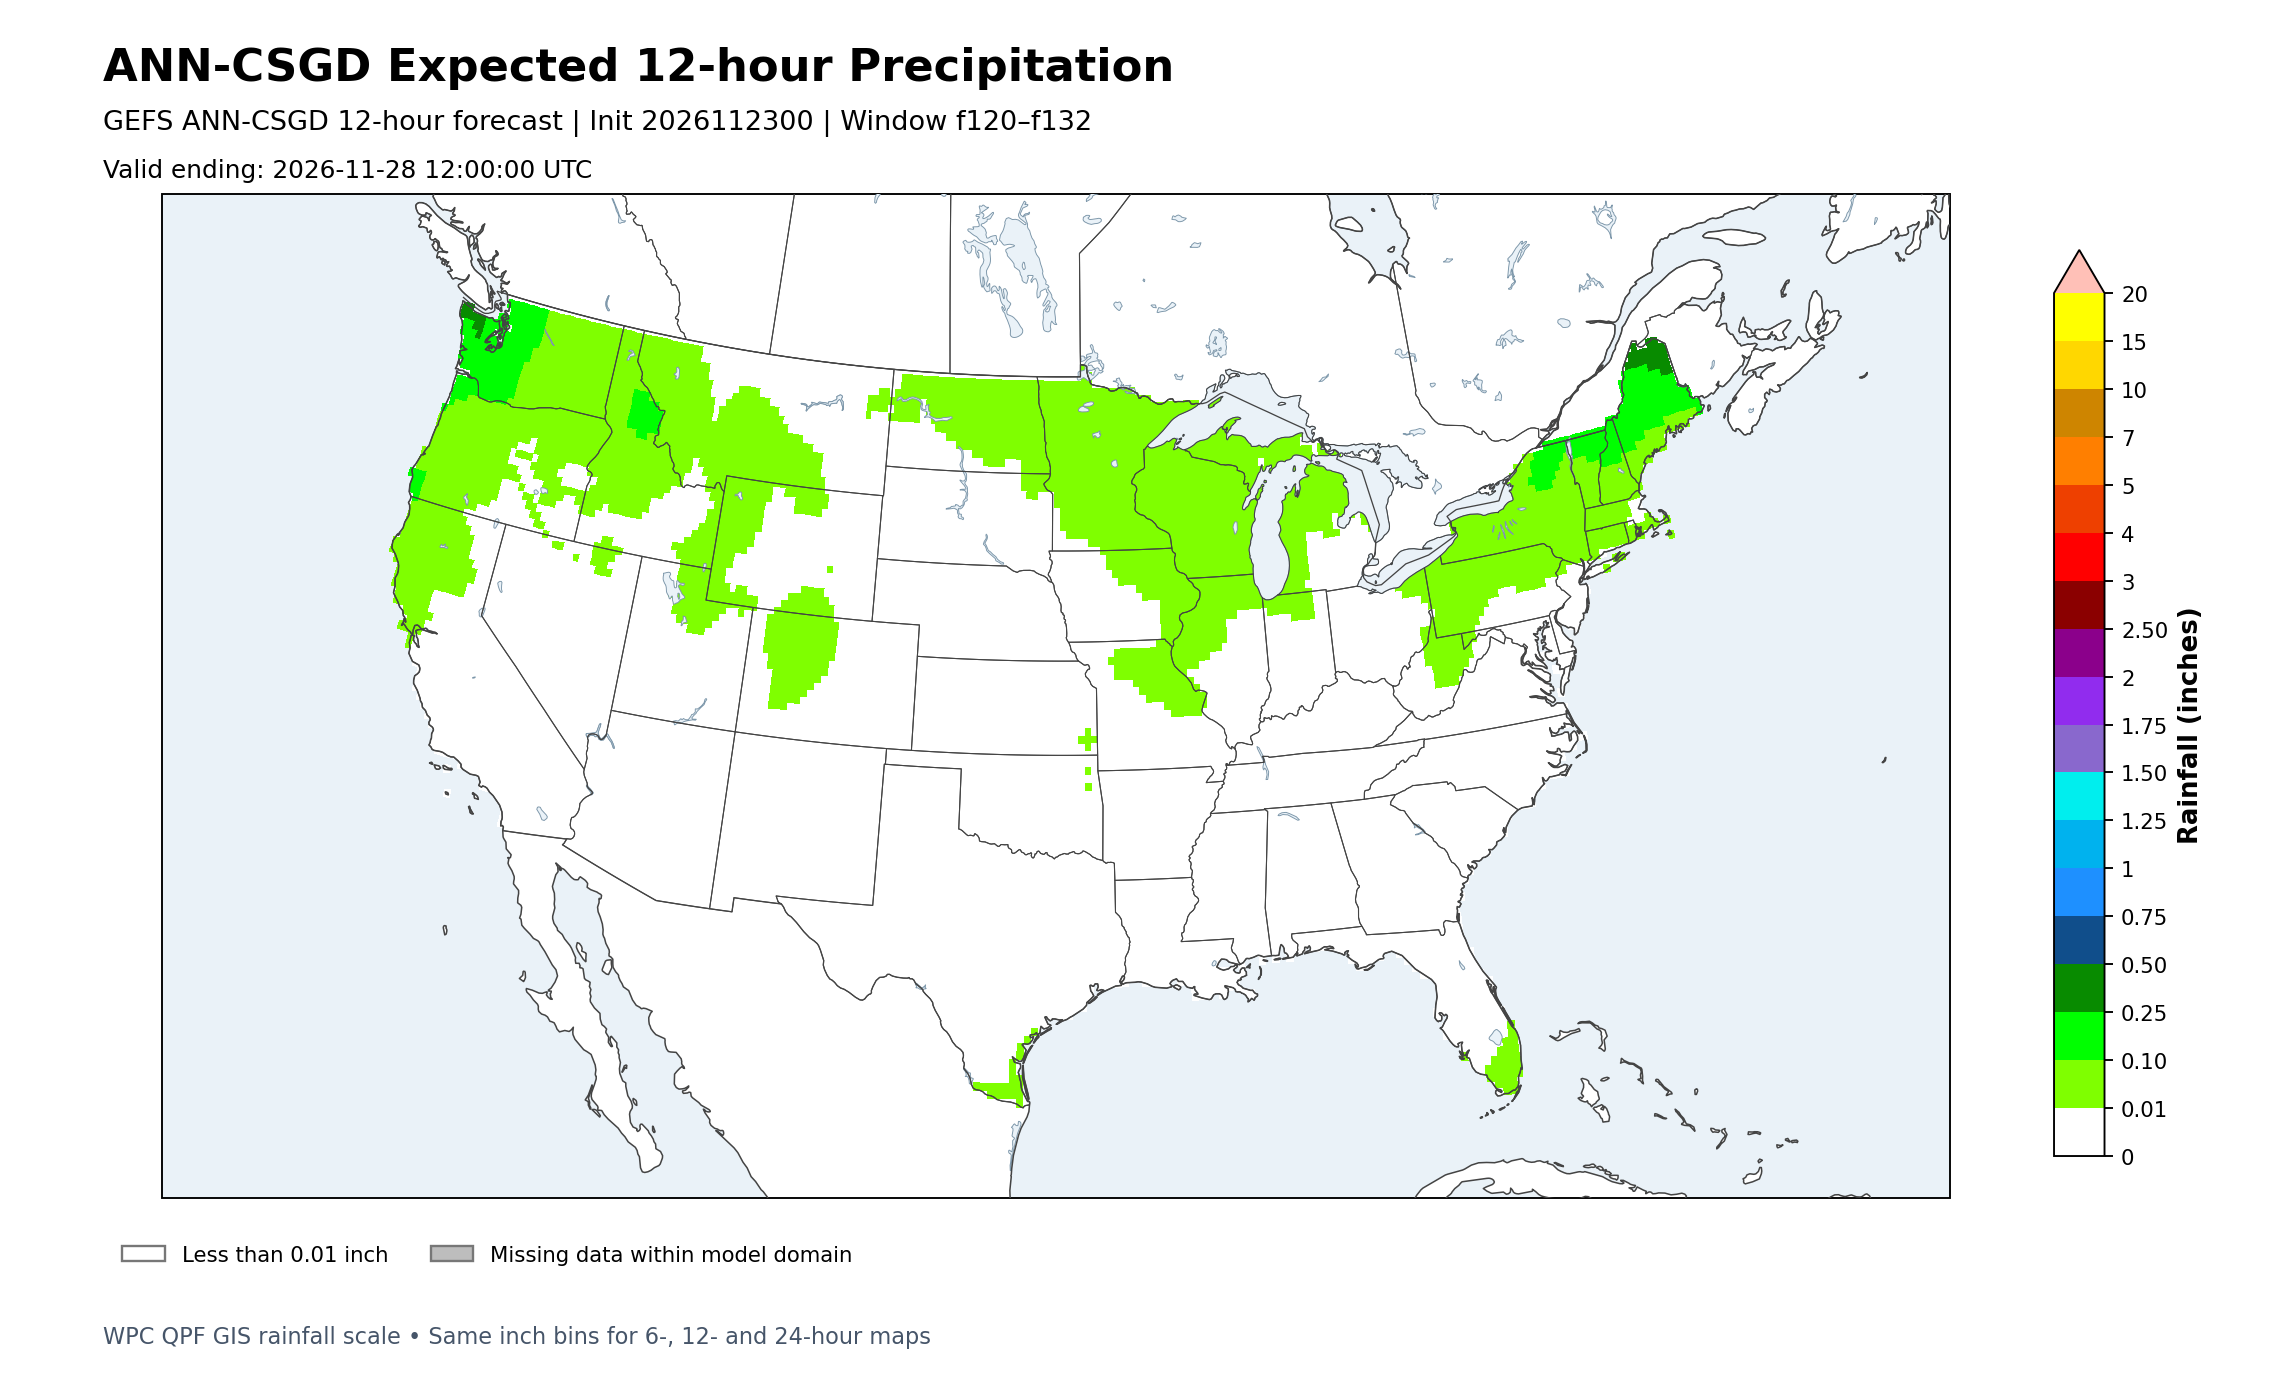 ANN-CSGD Expected 12-hour Precipitation
GEFS ANN-CSGD 12-hour forecast | Init 2026112300 | Window f120–f132
Valid ending: 2026-11-28 12:00:00 UTC
20
15
10
7
5
4
3
2.50
2
1.75
1.50
1.25
1
0.75
0.50
0.25
0.10
0.01
0
Rainfall (inches)
Less than 0.01 inch
Missing data within model domain
WPC QPF GIS rainfall scale • Same inch bins for 6-, 12- and 24-hour maps